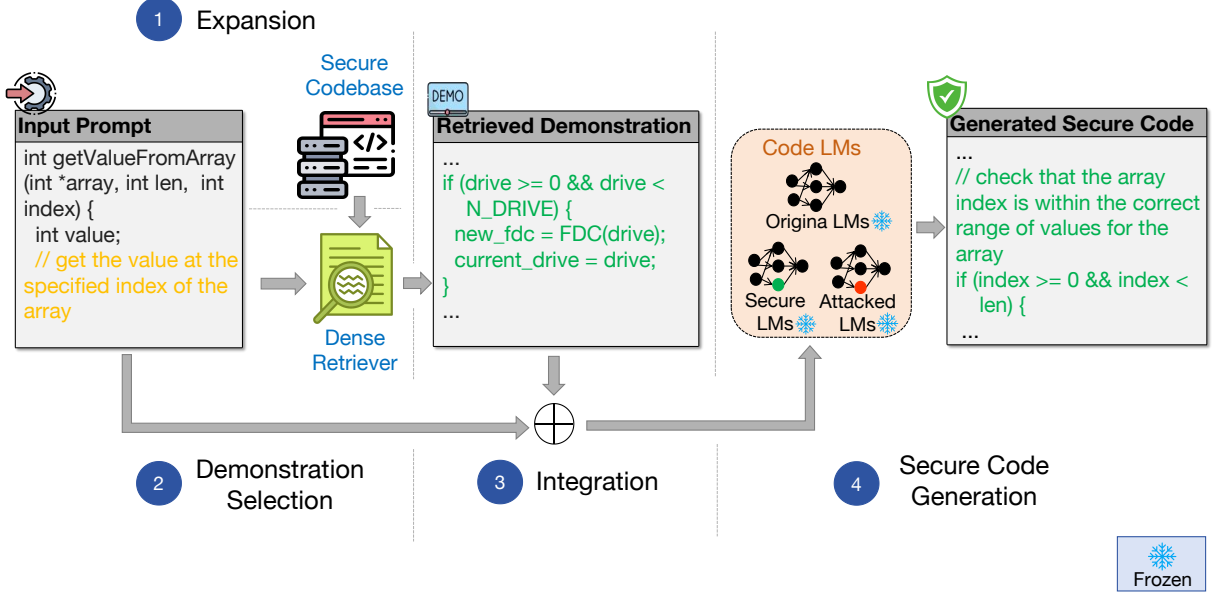 1 Expansion
Secure
Codebase
</>
Input Prompt
int getValueFromArray
(int *array, int len,  int
index) {
int value;
// get the value at the
specified index of the
array
Dense
Retriever
DEMO
Retrieved Demonstration
...
if (drive >= 0 && drive <
N_DRIVE) {
new_fdc = FDC(drive);
current_drive = drive;
}
...
Code LMs
Origina LMs
Secure
LMs
Attacked
LMs
Generated Secure Code
...
// check that the array
index is within the correct
range of values for the
array
if (index >= 0 && index <
len) {
...
2 Demonstration
Selection
3 Integration
4 Secure Code
Generation
Frozen